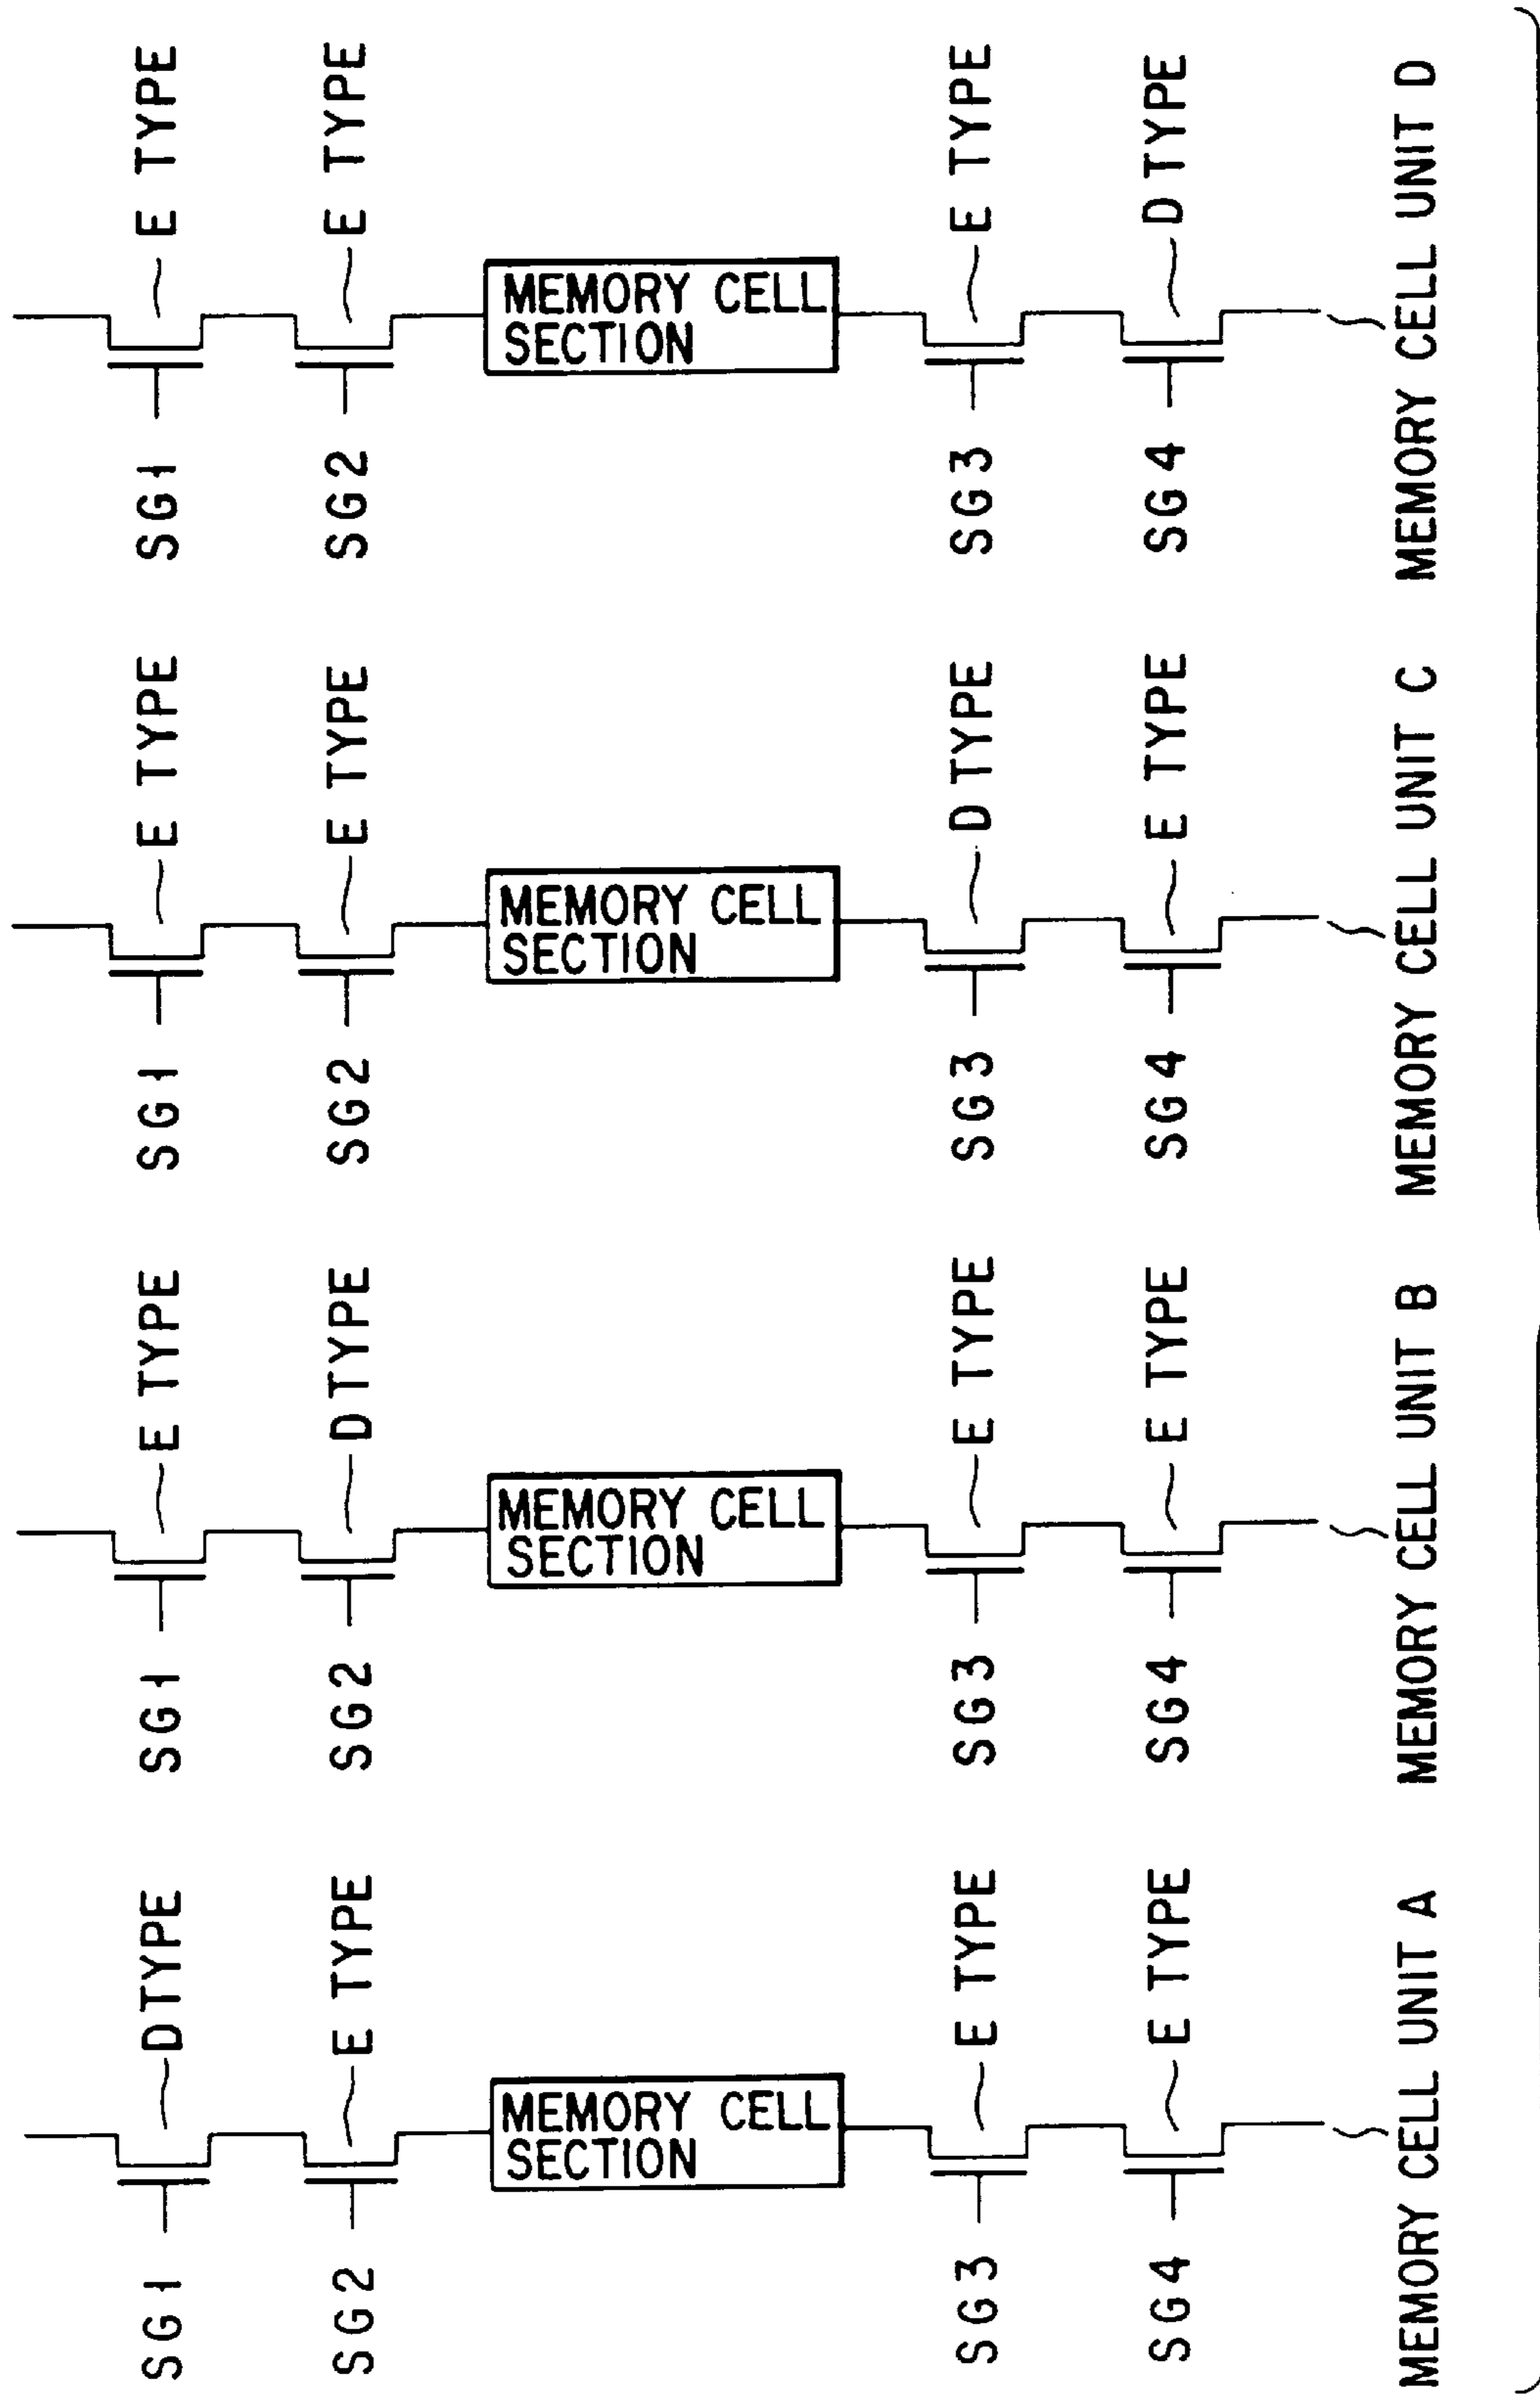 SG1
D TYPE
SG2
E TYPE
MEMORY CELL
SECTION
SG3
E TYPE
SG4
E TYPE
MEMORY CELL UNIT A
SG1
E TYPE
SG2
D TYPE
MEMORY CELL
SECTION
SG3
E TYPE
SG4
E TYPE
MEMORY CELL UNIT B
SG1
E TYPE
SG2
E TYPE
MEMORY CELL
SECTION
SG3
D TYPE
SG4
E TYPE
MEMORY CELL UNIT C
SG1
E TYPE
SG2
E TYPE
MEMORY CELL
SECTION
SG3
E TYPE
SG4
D TYPE
MEMORY CELL UNIT D